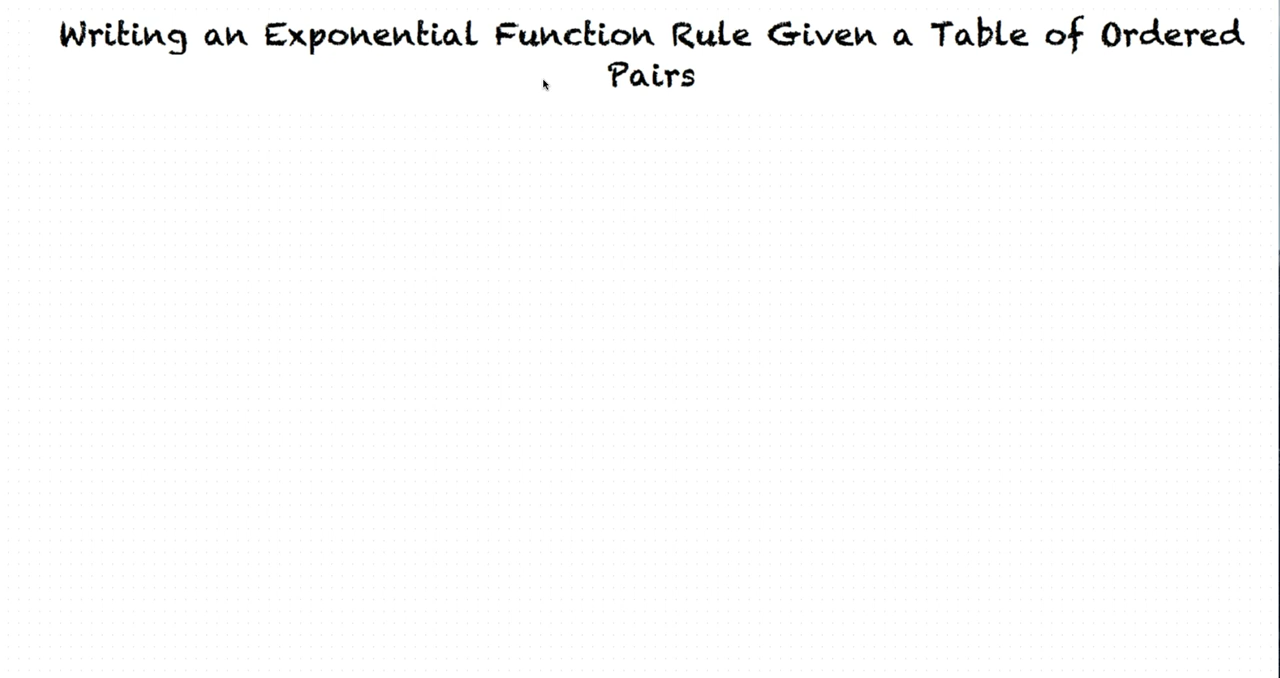 Writing an Exponential Function Rule Given a Table of Ordered
Pairs